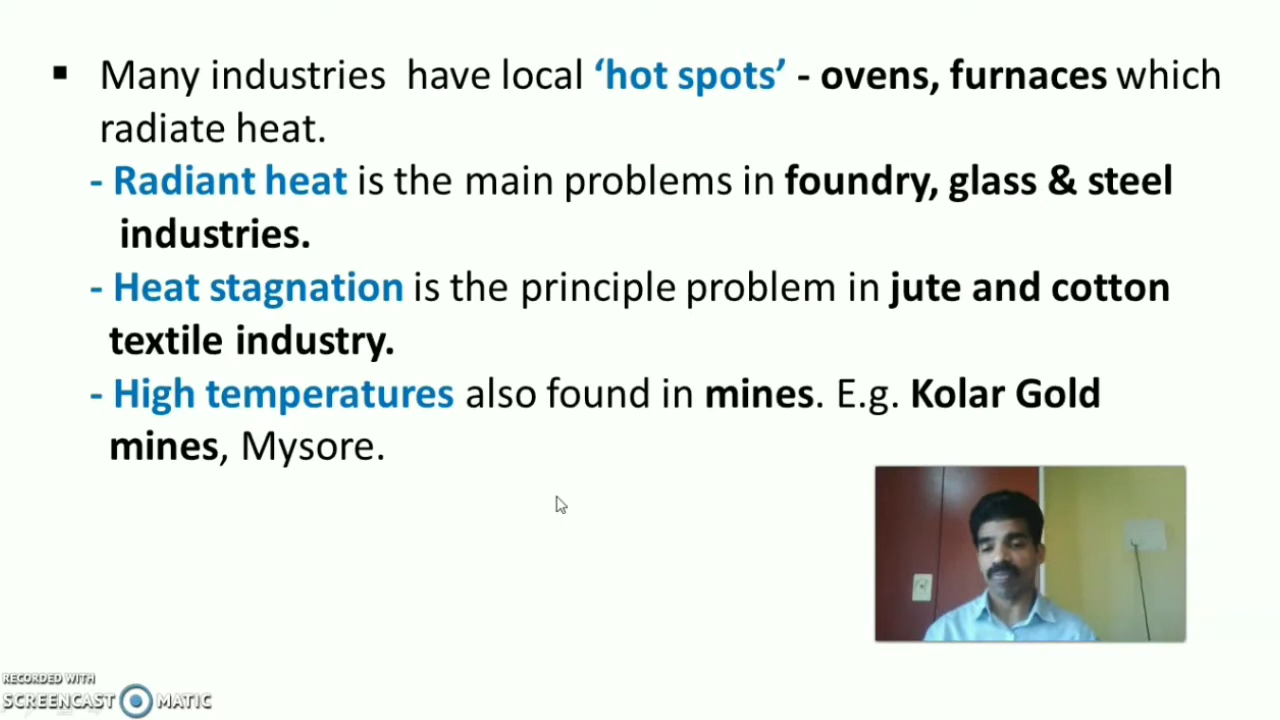 ▪ Many industries have local ‘hot spots’ - ovens, furnaces which
radiate heat.
- Radiant heat is the main problems in foundry, glass & steel
industries.
- Heat stagnation is the principle problem in jute and cotton
textile industry.
- High temperatures also found in mines. E.g. Kolar Gold
mines, Mysore.
RECORDED WITH
SCREENCAST MATIC